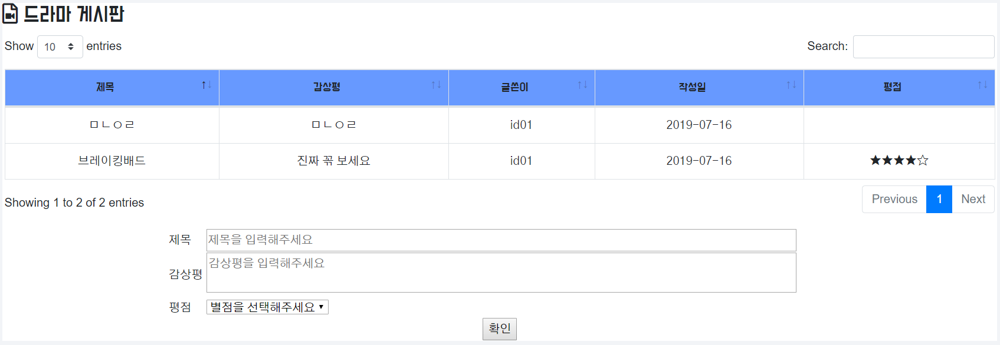 드라마 게시판
Show 10 entries Search:
제목 감상평 글쓴이 작성일 평점
ㅁㄴㅇㄹ ㅁㄴㅇㄹ id01 2019-07-16
브레이킹배드 진짜 꼮 보세요 id01 2019-07-16 ★★★★☆
Showing 1 to 2 of 2 entries Previous 1 Next
제목 제목을 입력해주세요
감상평 감상평을 입력해주세요
평점 별점을 선택해주세요
확인